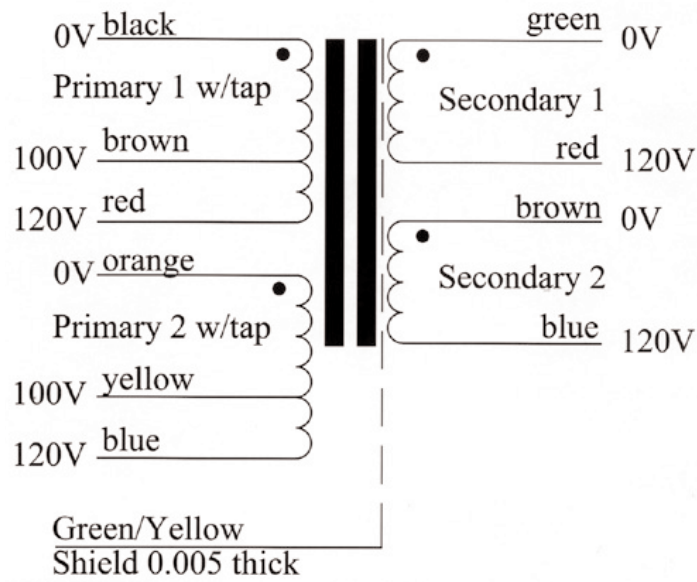 0V black
Primary 1 w/tap
100V brown
120V red
0V orange
Primary 2 w/tap
100V yellow
120V blue
green 0V
Secondary 1
red 120V
brown 0V
Secondary 2
blue 120V
Green/Yellow
Shield 0.005 thick